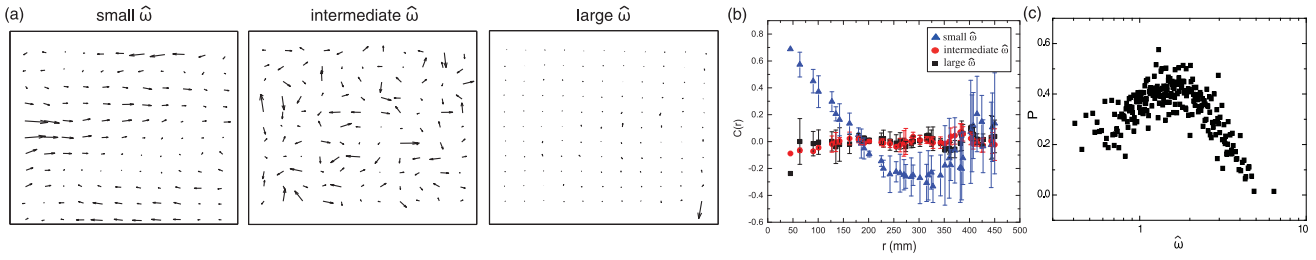 (a)
small ω̂
intermediate ω̂
large ω̂
(b)
0.8
0.6
0.4
0.2
0.0
-0.2
-0.4
-0.6
C(r)
small ω̂
intermediate ω̂
large ω̂
0 50 100 150 200 250 300 350 400 450 500
r (mm)
(c)
0.6
0.4
0.2
0.0
P
1 10
ω̂